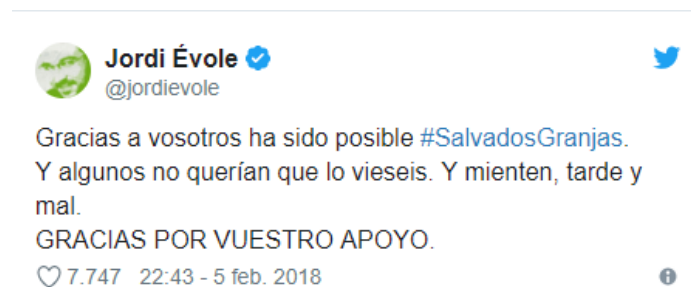 Jordi Évole
@jordievole
Gracias a vosotros ha sido posible #SalvadosGranjas.
Y algunos no querían que lo vieseis. Y mienten, tarde y
mal.
GRACIAS POR VUESTRO APOYO.
7.747 22:43 - 5 feb. 2018